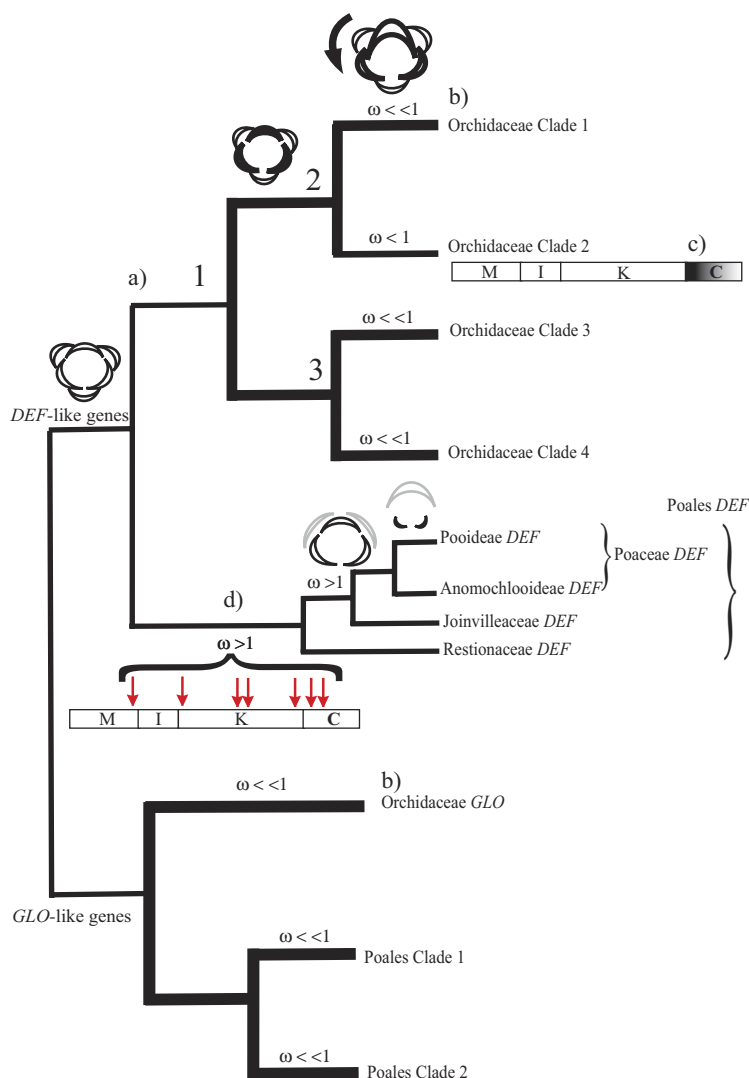 b)
ω < <1
Orchidaceae Clade 1
2
ω < 1
Orchidaceae Clade 2
c)
M I K C
a)
1
ω < <1
Orchidaceae Clade 3
3
DEF-like genes
ω < <1
Orchidaceae Clade 4
Poales DEF
Pooideae DEF
Poaceae DEF
ω >1
Anomochlooideae DEF
d)
Joinvilleaceae DEF
ω >1
Restionaceae DEF
M I K C
b)
ω < <1
Orchidaceae GLO
GLO-like genes
ω < <1
Poales Clade 1
ω < <1
Poales Clade 2